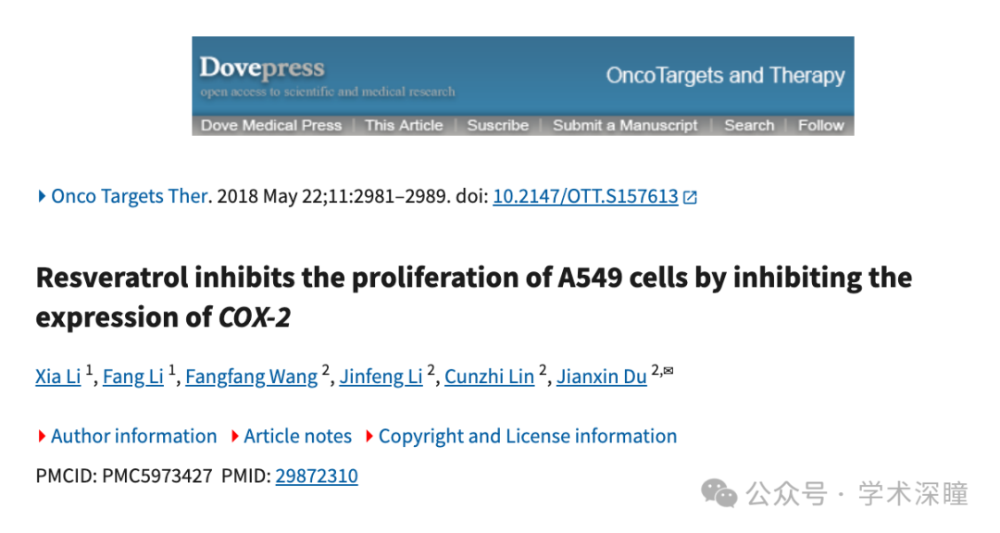 Dovepress
open access to scientific and medical research
OncoTargets and Therapy
Dove Medical Press | This Article | Suscribe | Submit a Manuscript | Search | Follow
Onco Targets Ther. 2018 May 22;11:2981–2989. doi: 10.2147/OTT.S157613
Resveratrol inhibits the proliferation of A549 cells by inhibiting the
expression of COX-2
Xia Li 1, Fang Li 1, Fangfang Wang 2, Jinfeng Li 2, Cunzhi Lin 2, Jianxin Du 2,✉
Author information Article notes Copyright and License information
PMCID: PMC5973427 PMID: 29872310
公众号 · 学术深瞳